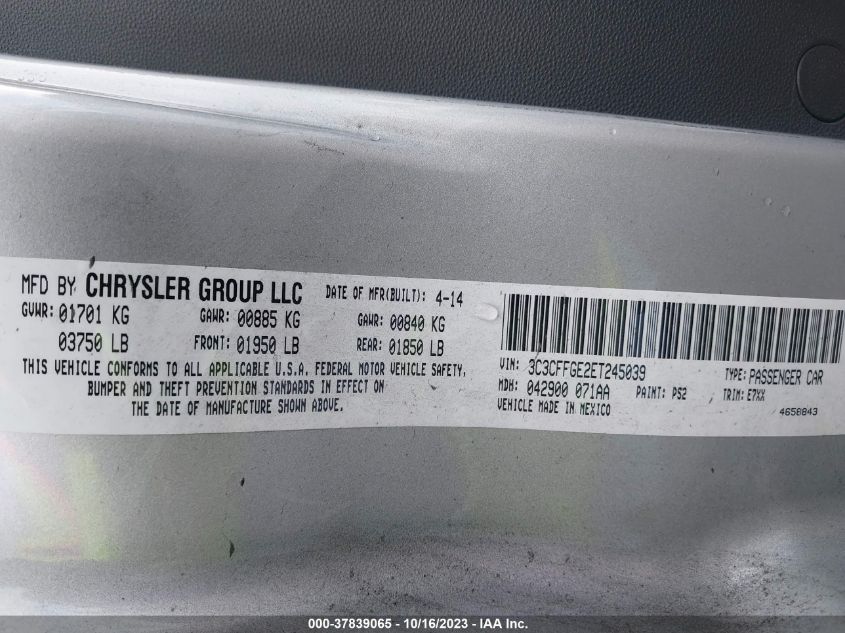 MFD BY CHRYSLER GROUP LLC DATE OF MFR(BUILT): 4-14
GVWR: 01701 KG GAWR: 00885 KG GAWR: 00840 KG
03750 LB FRONT: 01950 LB REAR: 01850 LB
THIS VEHICLE CONFORMS TO ALL APPLICABLE U.S.A. FEDERAL MOTOR VEHICLE SAFETY,
BUMPER AND THEFT PREVENTION STANDARDS IN EFFECT ON
THE DATE OF MANUFACTURE SHOWN ABOVE.
VIN: 3C3CFFGE2ET245039 TYPE: PASSENGER CAR
MDH: 042900 071AA PAINT: PS2 TRIM: E7XX
VEHICLE MADE IN MEXICO 4658843
000-37839065 - 10/16/2023 - IAA Inc.